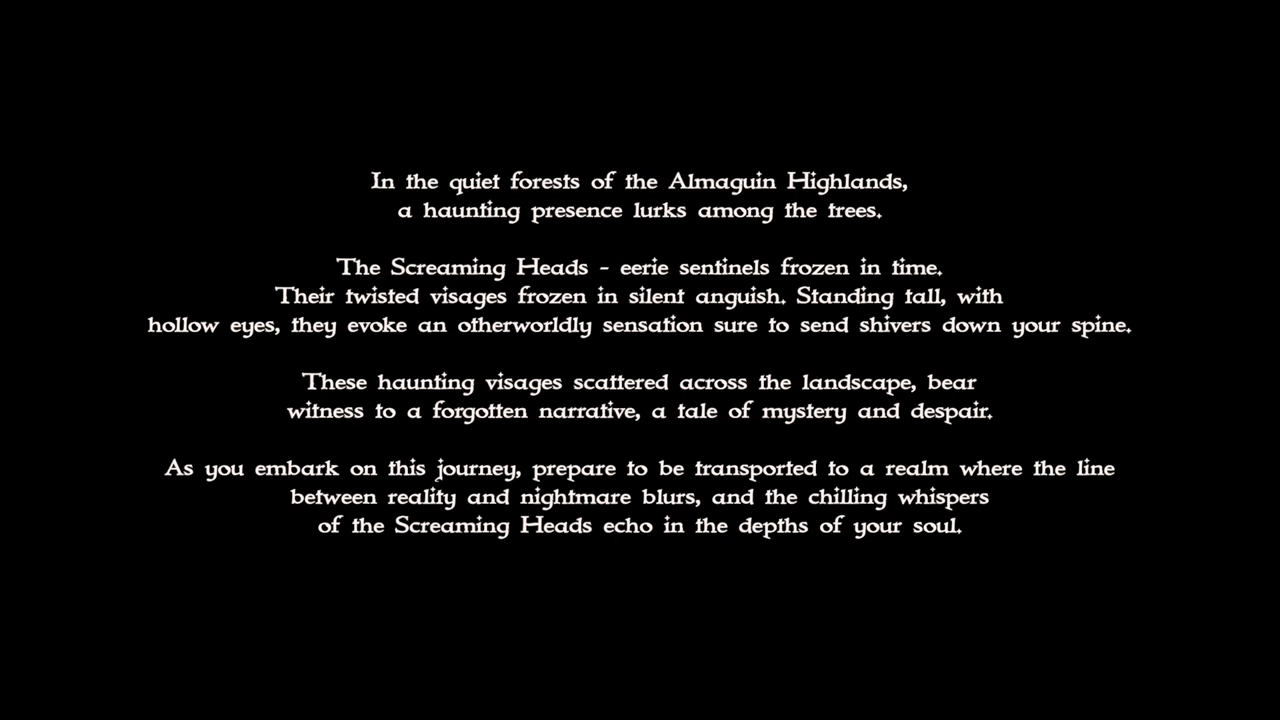 In the quiet forests of the Almaguin Highlands,
a haunting presence lurks among the trees.
The Screaming Heads - eerie sentinels frozen in time.
Their twisted visages frozen in silent anguish. Standing tall, with
hollow eyes, they evoke an otherworldly sensation sure to send shivers down your spine.
These haunting visages scattered across the landscape, bear
witness to a forgotten narrative, a tale of mystery and despair.
As you embark on this journey, prepare to be transported to a realm where the line
between reality and nightmare blurs, and the chilling whispers
of the Screaming Heads echo in the depths of your soul.